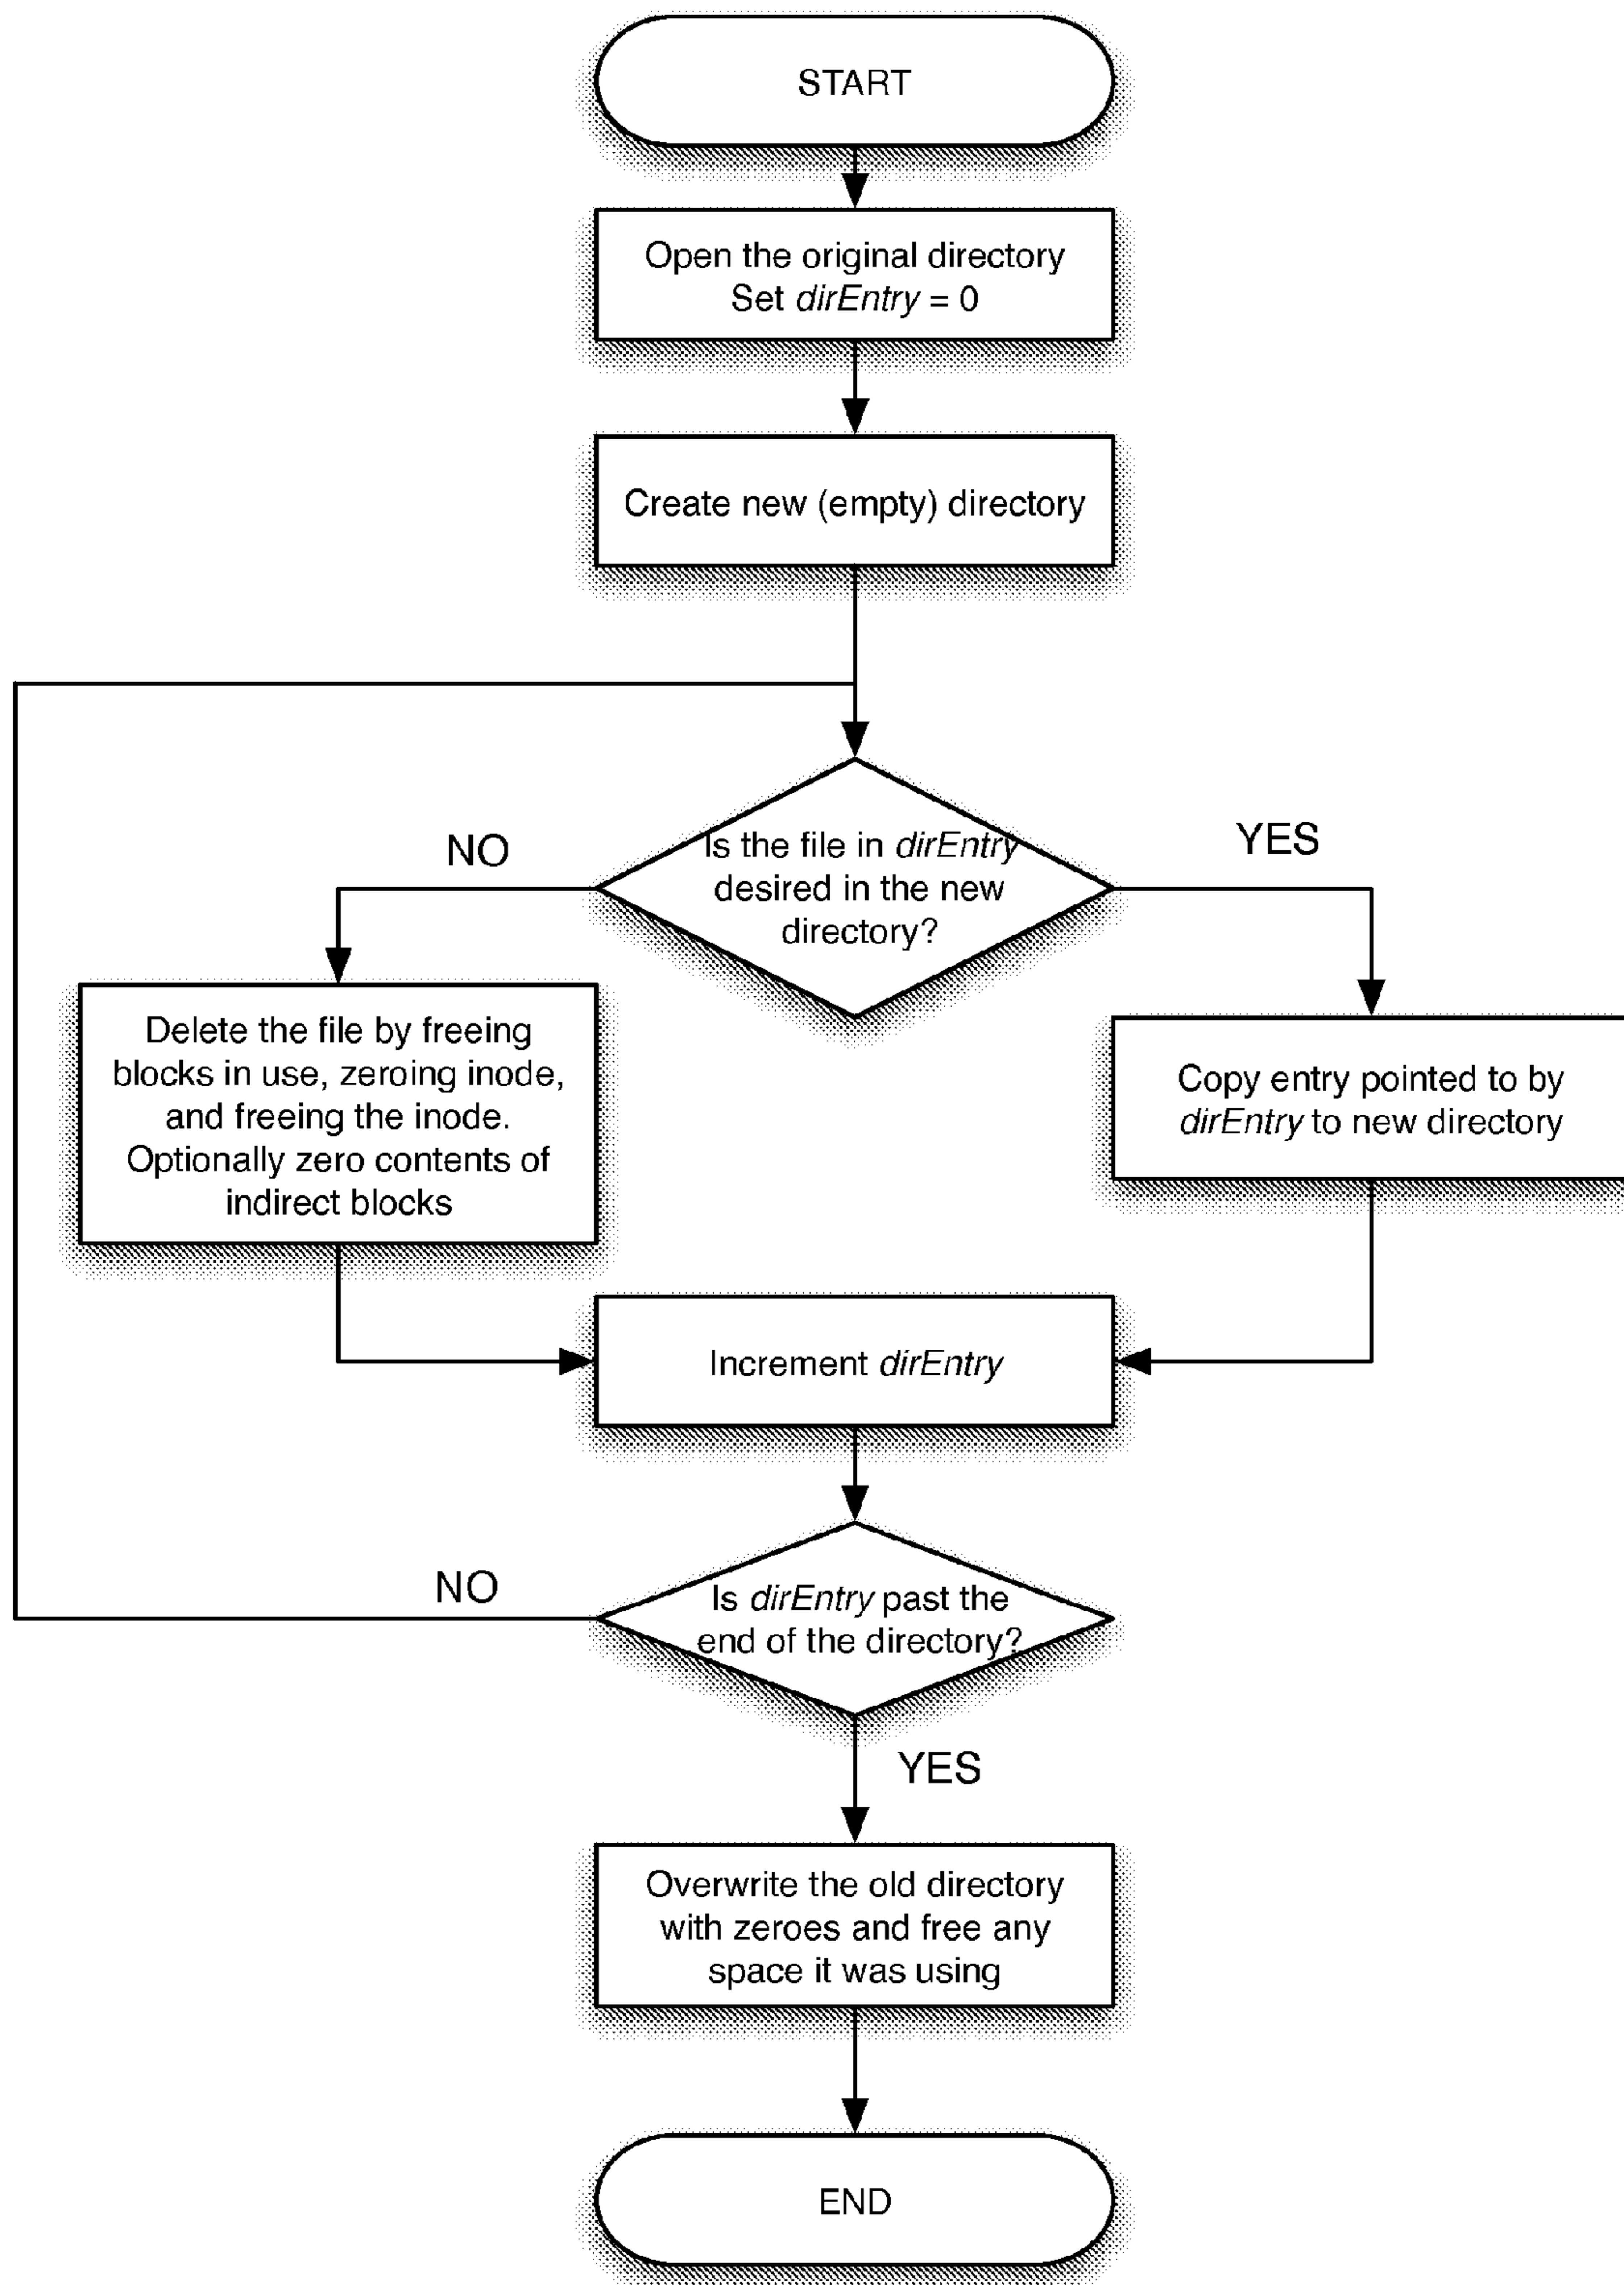 START
Open the original directory
Set dirEntry = 0
Create new (empty) directory
Is the file in dirEntry
desired in the new
directory?
NO
YES
Delete the file by freeing
blocks in use, zeroing inode,
and freeing the inode.
Optionally zero contents of
indirect blocks
Copy entry pointed to by
dirEntry to new directory
Increment dirEntry
Is dirEntry past the
end of the directory?
NO
YES
Overwrite the old directory
with zeroes and free any
space it was using
END